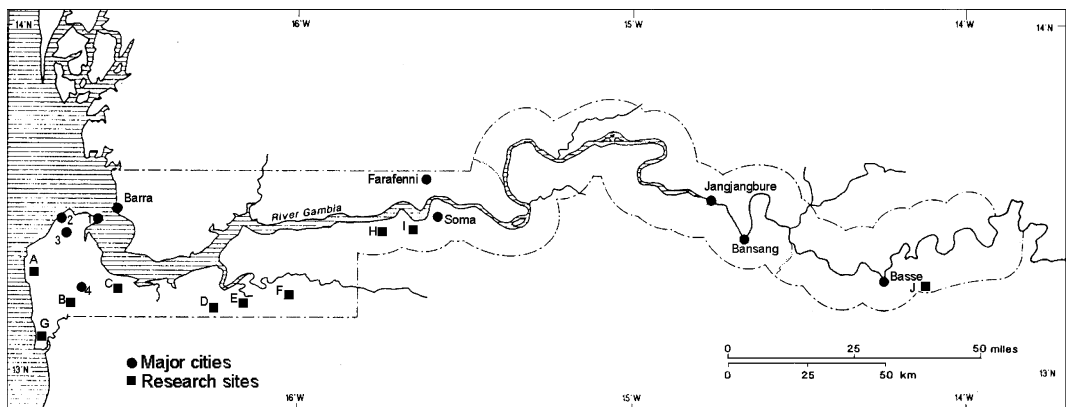 16°W 15°W 14°W
14°N 14°N
Barra
Farafenni
Jangjangbure
River Gambia
Soma
2 1
3
H I
Bansang
A
Basse
4 C J
B D E F
G
Major cities
Research sites
0 25 50 miles
0 25 50 km
13°N 13°N
16°W 15°W 14°W